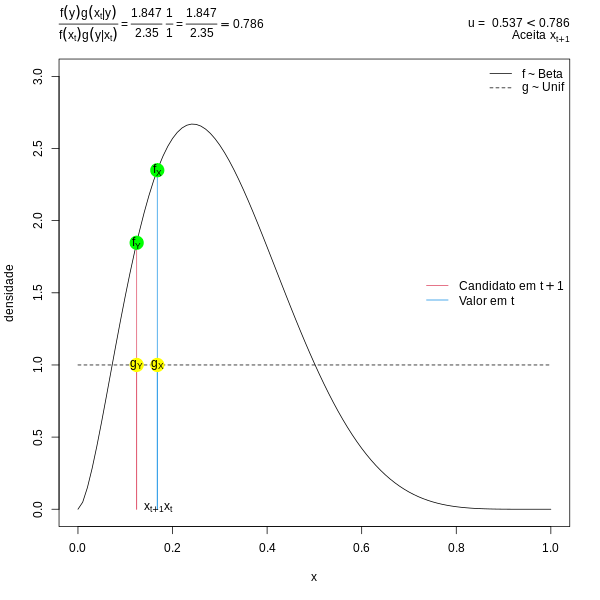 f(y)g(xₜ|y) / f(xₜ)g(y|xₜ) = 1.847/2.35 1/1 = 1.847/2.35 = 0.786
u = 0.537 < 0.786
Aceita xₜ₊₁
f ~ Beta
g ~ Unif
3.0
2.5
2.0
1.5
1.0
0.5
0.0
densidade
fₓ
fY
Candidato em t + 1
Valor em t
gY gX
xₜ₊₁ xₜ
0.0 0.2 0.4 0.6 0.8 1.0
x